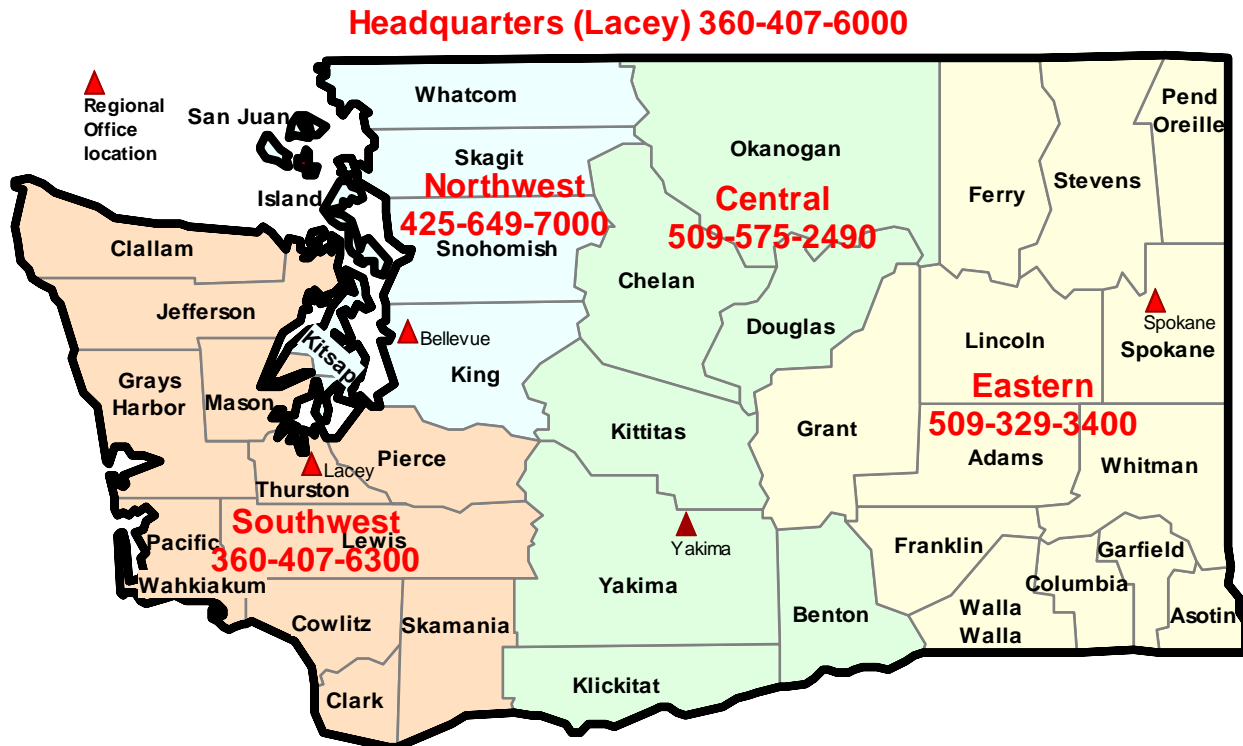 Headquarters (Lacey) 360-407-6000
Regional
Office
location
San Juan
Island
Whatcom
Skagit
Northwest
425-649-7000
Snohomish
King
Bellevue
Kitsap
Okanogan
Central
509-575-2490
Chelan
Douglas
Kittitas
Yakima
Yakima
Benton
Klickitat
Pend
Oreille
Stevens
Ferry
Spokane
Spokane
Lincoln
Eastern
509-329-3400
Grant
Adams
Whitman
Franklin
Garfield
Columbia
Walla
Walla
Asotin
Clallam
Jefferson
Grays
Harbor
Mason
Pierce
Lacey
Thurston
Southwest
360-407-6300
Lewis
Pacific
Wahkiakum
Cowlitz
Skamania
Clark